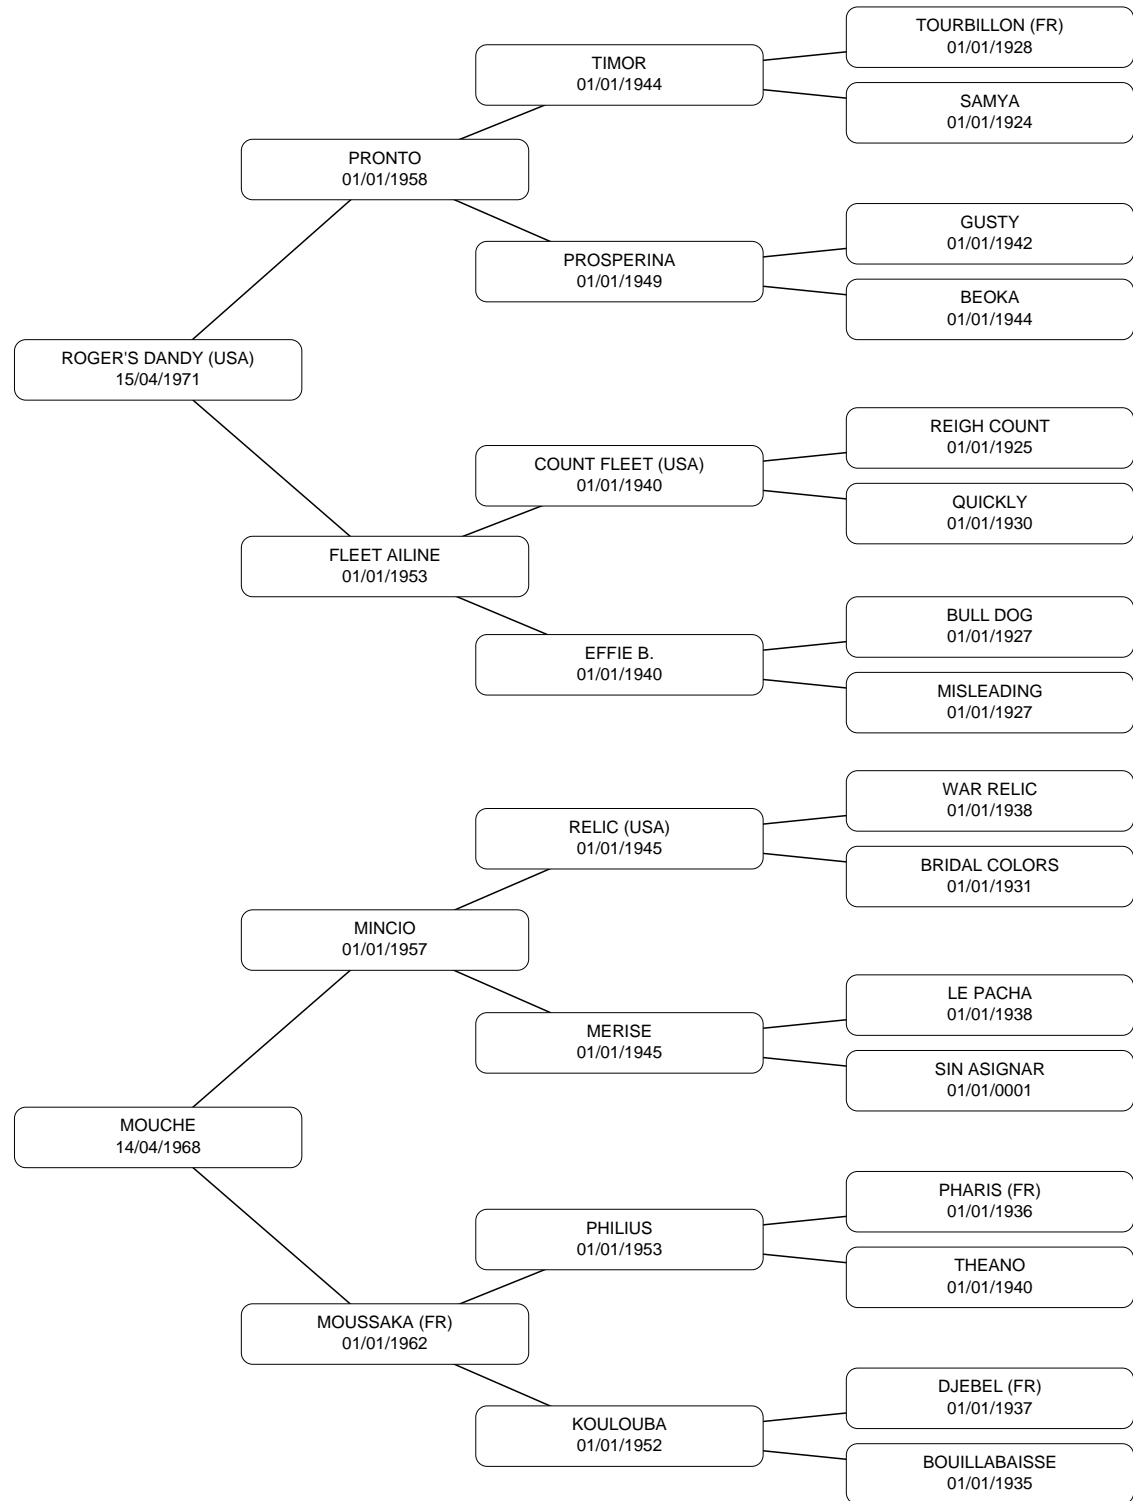 TOURBILLON (FR)
01/01/1928
TIMOR
01/01/1944
SAMYA
01/01/1924
PRONTO
01/01/1958
GUSTY
01/01/1942
PROSPERINA
01/01/1949
BEOKA
01/01/1944
ROGER'S DANDY (USA)
15/04/1971
REIGH COUNT
01/01/1925
COUNT FLEET (USA)
01/01/1940
QUICKLY
01/01/1930
FLEET AILINE
01/01/1953
BULL DOG
01/01/1927
EFFIE B.
01/01/1940
MISLEADING
01/01/1927
WAR RELIC
01/01/1938
RELIC (USA)
01/01/1945
BRIDAL COLORS
01/01/1931
MINCIO
01/01/1957
LE PACHA
01/01/1938
MERISE
01/01/1945
SIN ASIGNAR
01/01/0001
MOUCHE
14/04/1968
PHARIS (FR)
01/01/1936
PHILIUS
01/01/1953
THEANO
01/01/1940
MOUSSAKA (FR)
01/01/1962
DJEBEL (FR)
01/01/1937
KOULOUBA
01/01/1952
BOUILLABAISSE
01/01/1935